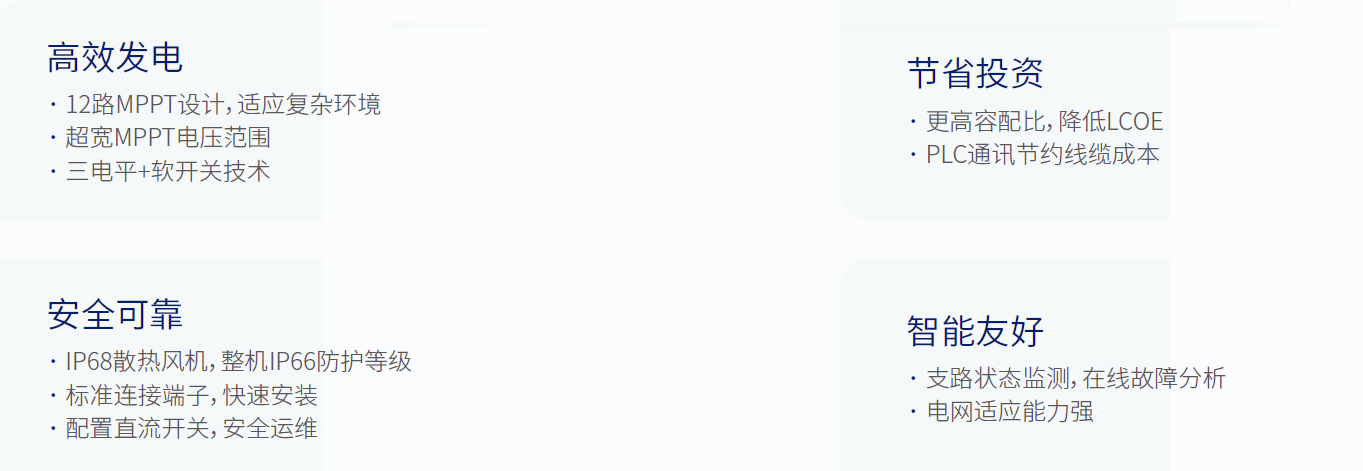 高效发电
· 12路MPPT设计，适应复杂环境
· 超宽MPPT电压范围
· 三电平+软开关技术
节省投资
· 更高容配比，降低LCOE
· PLC通讯节约线缆成本
安全可靠
· IP68散热风机，整机IP66防护等级
· 标准连接端子，快速安装
· 配置直流开关，安全运维
智能友好
· 支路状态监测，在线故障分析
· 电网适应能力强